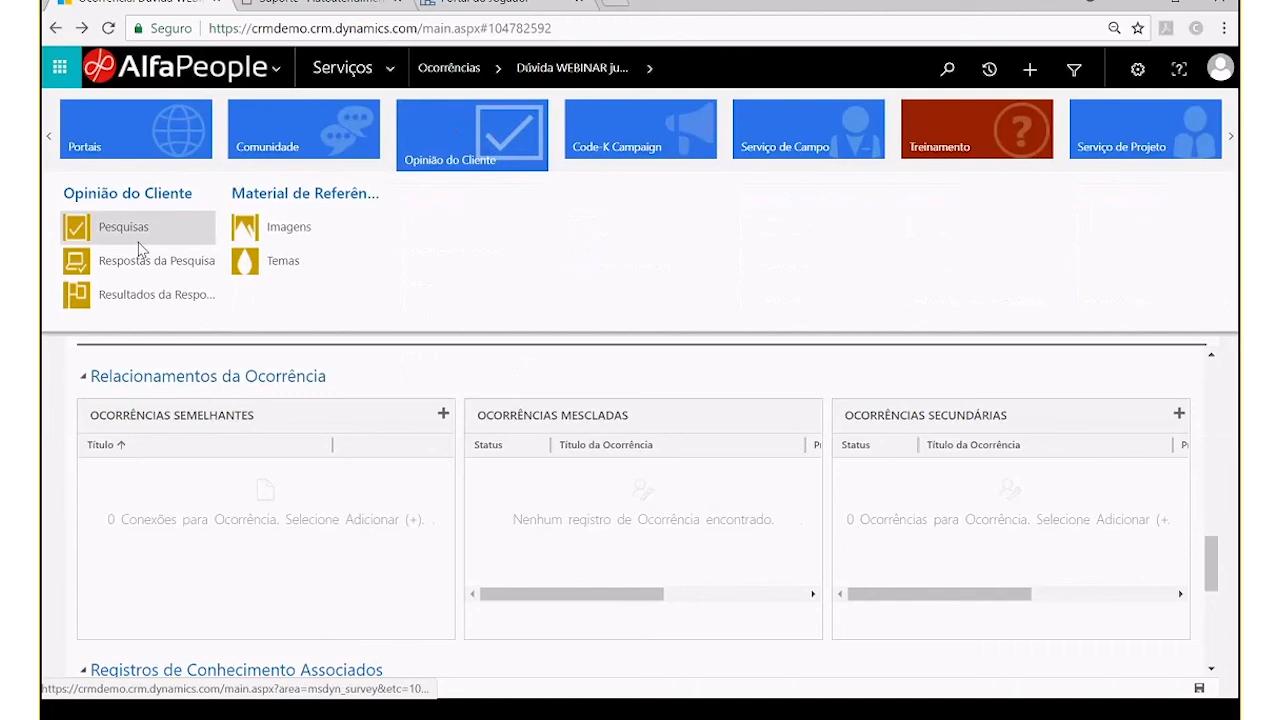 Seguro
https://crmdemo.crm.dynamics.com/main.aspx#104782592
AlfaPeople
Serviços
Ocorrências
Dúvida WEBINAR ju...
Portais
Comunidade
Opinião do Cliente
Code-K Campaign
Serviço de Campo
Treinamento
Serviço de Projeto
Opinião do Cliente
Material de Referên...
Pesquisas
Imagens
Respostas da Pesquisa
Temas
Resultados da Respo...
Relacionamentos da Ocorrência
OCORRÊNCIAS SEMELHANTES
OCORRÊNCIAS MESCLADAS
OCORRÊNCIAS SECUNDÁRIAS
Título
Status
Título da Ocorrência
Status
Título da Ocorrência
0 Conexões para Ocorrência. Selecione Adicionar (+).
Nenhum registro de Ocorrência encontrado.
0 Ocorrências para Ocorrência. Selecione Adicionar (+.
Registros de Conhecimento Associados
https://crmdemo.crm.dynamics.com/main.aspx?area=msdyn_survey&etc=10...